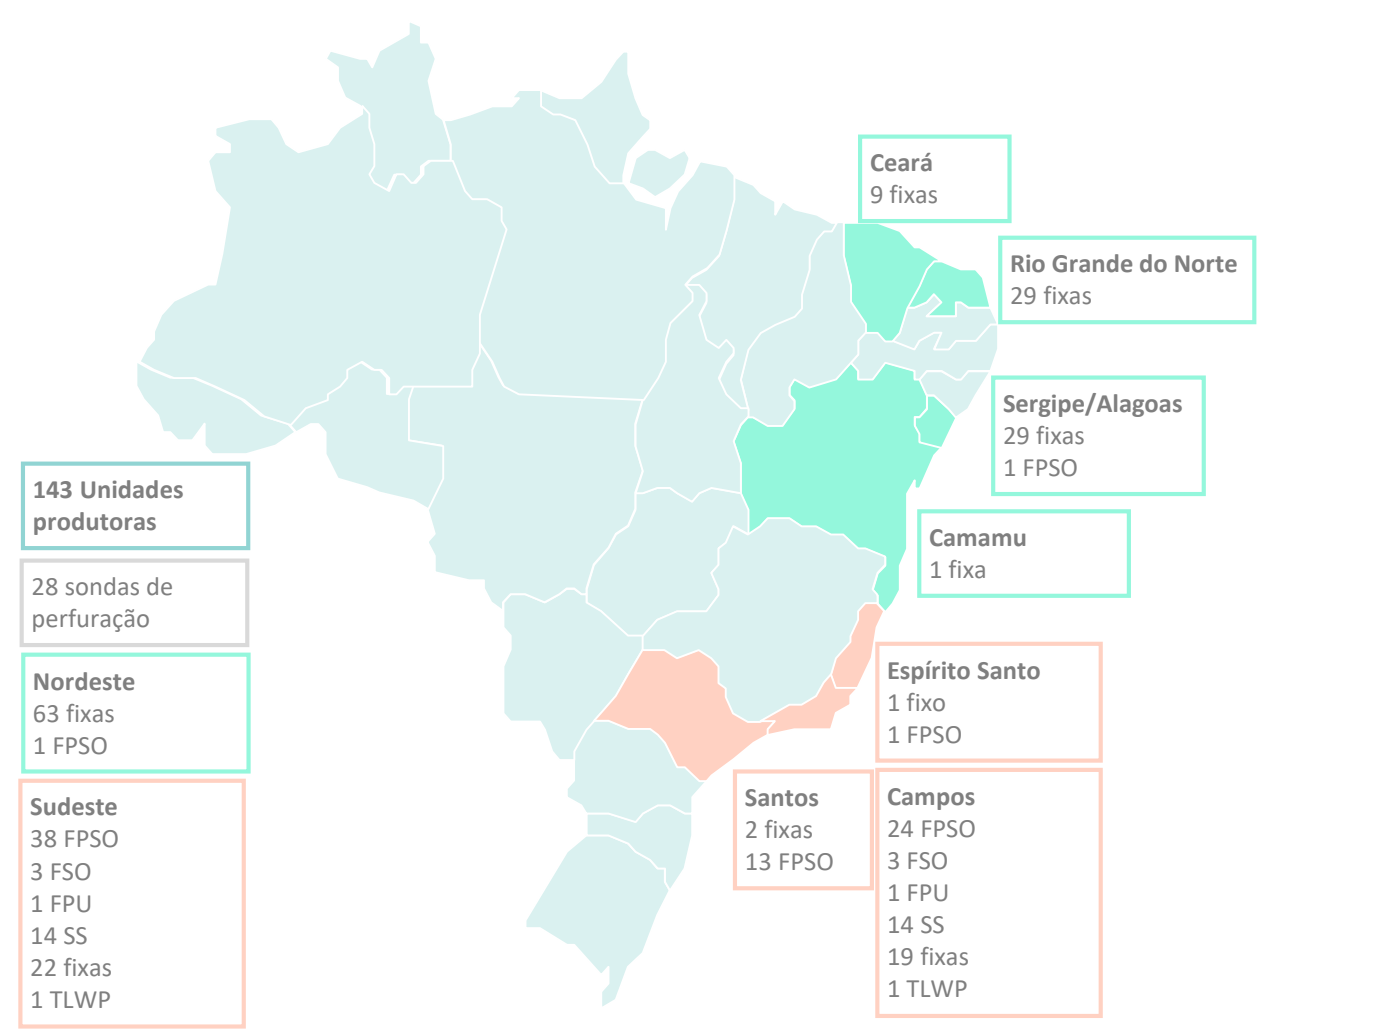 Ceará
9 fixas
Rio Grande do Norte
29 fixas
Sergipe/Alagoas
29 fixas
1 FPSO
Camamu
1 fixa
143 Unidades
produtoras
28 sondas de
perfuração
Nordeste
63 fixas
1 FPSO
Sudeste
38 FPSO
3 FSO
1 FPU
14 SS
22 fixas
1 TLWP
Espírito Santo
1 fixo
1 FPSO
Santos
2 fixas
13 FPSO
Campos
24 FPSO
3 FSO
1 FPU
14 SS
19 fixas
1 TLWP